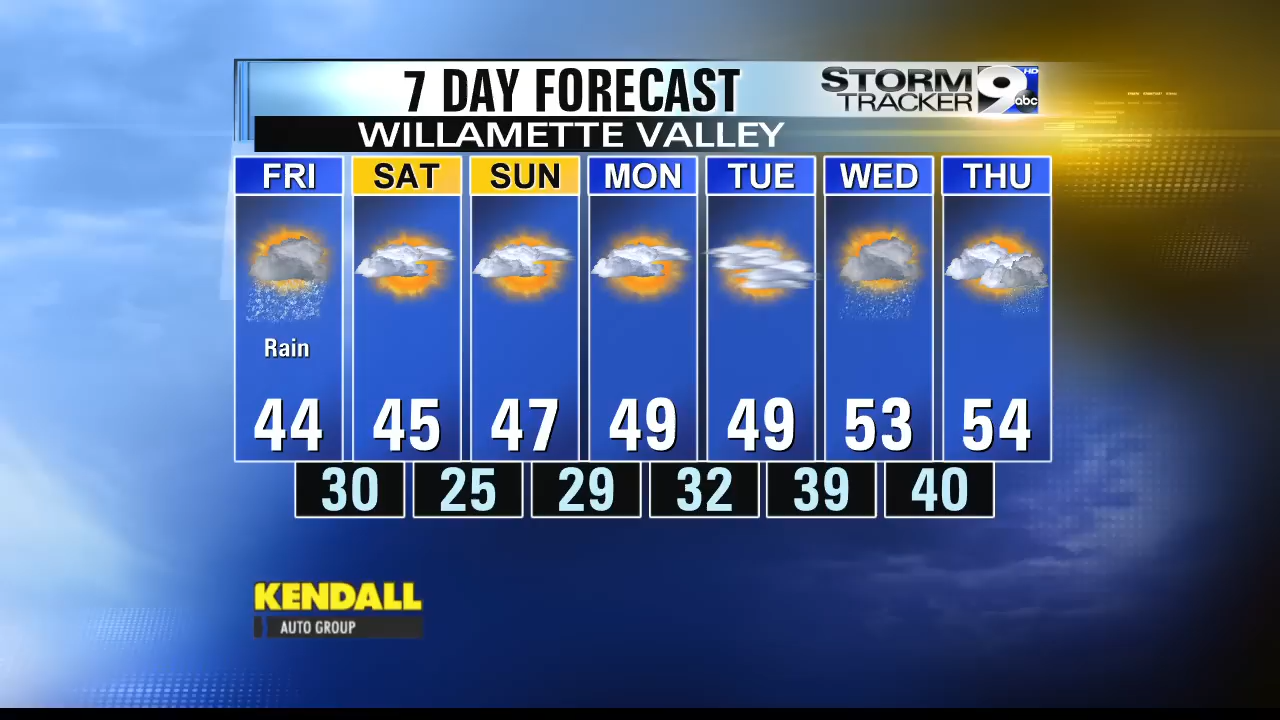 7 DAY FORECAST
STORM
TRACKER
9
HD
abc
WILLAMETTE VALLEY
FRI SAT SUN MON TUE WED THU
Rain
44 45 47 49 49 53 54
30 25 29 32 39 40
KENDALL
AUTO GROUP